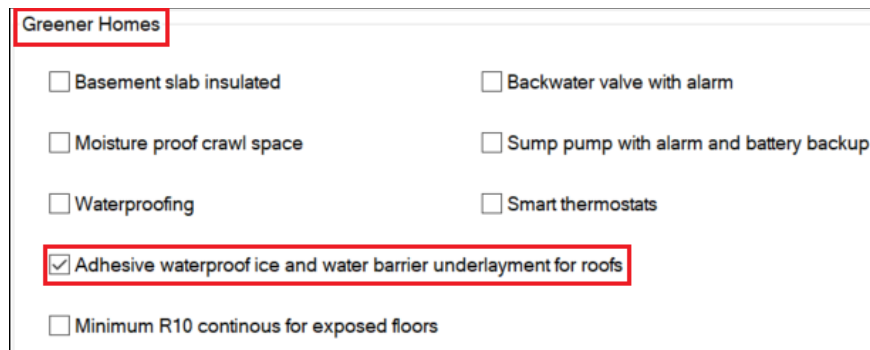 Greener Homes
Basement slab insulated
Backwater valve with alarm
Moisture proof crawl space
Sump pump with alarm and battery backup
Waterproofing
Smart thermostats
Adhesive waterproof ice and water barrier underlayment for roofs
Minimum R10 continous for exposed floors